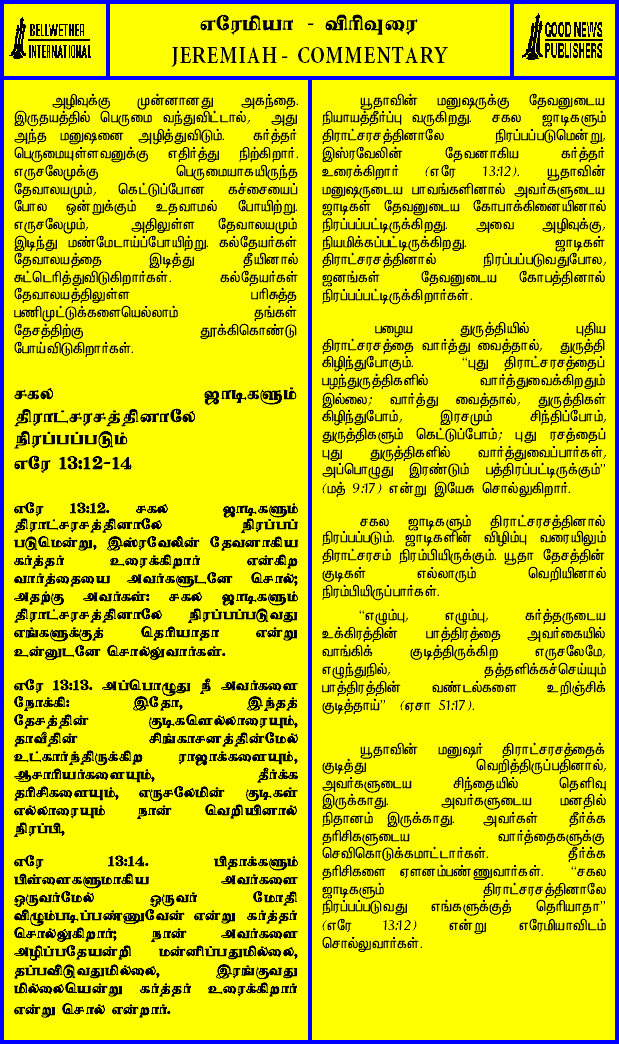 BELLWETHER
INTERNATIONAL
எரேமியா - விரிவுரை
JEREMIAH - COMMENTARY
GOOD NEWS
PUBLISHERS
அழிவுக்கு முன்னானது அகந்தை.
இருதயத்தில் பெருமை வந்துவிட்டால், அது
அந்த மனுஷனை அழித்துவிடும். கர்த்தர்
பெருமையுள்ளவனுக்கு எதிர்த்து நிற்கிறார்.
எருசலேமுக்கு பெருமையாகயிருந்த
தேவாலயமும், கெட்டுப்போன கச்சையைப்
போல ஒன்றுக்கும் உதவாமல் போயிற்று.
எருசலேமும், அதிலுள்ள தேவாலயமும்
இடிந்து மண்மேடாய்ப்போயிற்று. கல்தேயர்கள்
தேவாலயத்தை இடித்து தீயினால்
சுட்டெரித்துவிடுகிறார்கள். கல்தேயர்கள்
தேவாலயத்திலுள்ள பரிசுத்த
பணிமுட்டுக்களையெல்லாம் தங்கள்
தேசத்திற்கு தூக்கிகொண்டு
போய்விடுகிறார்கள்.
சகல ஜாடிகளும்
திராட்சரசத்தினாலே
நிரப்பப்படும்
எரே 13:12-14
எரே 13:12. சகல ஜாடிகளும்
திராட்சரசத்தினாலே நிரப்பப்
படுமென்று, இஸ்ரவேலின் தேவனாகிய
கர்த்தர் உரைக்கிறார் என்கிற
வார்த்தையை அவர்களுடனே சொல்;
அதற்கு அவர்கள்: சகல ஜாடிகளும்
திராட்சரசத்தினாலே நிரப்பப்படுவது
எங்களுக்குத் தெரியாதா என்று
உன்னுடனே சொல்லுவார்கள்.
எரே 13:13. அப்பொழுது நீ அவர்களை
நோக்கி: இதோ, இந்தத்
தேசத்தின் குடிகளெல்லாரையும்,
தாவீதின் சிங்காசனத்தின்மேல்
உட்கார்ந்திருக்கிற ராஜாக்களையும்,
ஆசாரியர்களையும், தீர்க்க
தரிசிகளையும், எருசலேமின் குடிகள்
எல்லாரையும் நான் வெறியினால்
நிரப்பி,
எரே 13:14. பிதாக்களும்
பிள்ளைகளுமாகிய அவர்களை
ஒருவர்மேல் ஒருவர் மோதி
விழும்படிப்பண்ணுவேன் என்று கர்த்தர்
சொல்லுகிறார்; நான் அவர்களை
அழிப்பதேயன்றி மன்னிப்பதுமில்லை,
தப்பவிடுவதுமில்லை, இரங்குவது
மில்லையென்று கர்த்தர் உரைக்கிறார்
என்று சொல் என்றார்.
யூதாவின் மனுஷருக்கு தேவனுடைய
நியாயத்தீர்ப்பு வருகிறது. சகல ஜாடிகளும்
திராட்சரசத்தினாலே நிரப்பப்படுமென்று,
இஸ்ரவேலின் தேவனாகிய கர்த்தர்
உரைக்கிறார் (எரே 13:12). யூதாவின்
மனுஷருடைய பாவங்களினால் அவர்களுடைய
ஜாடிகள் தேவனுடைய கோபாக்கினையினால்
நிரப்பப்பட்டிருக்கிறது. அவை அழிவுக்கு,
நியமிக்கப்பட்டிருக்கிறது. ஜாடிகள்
திராட்சரசத்தினால் நிரப்பப்படுவதுபோல,
ஜனங்கள் தேவனுடைய கோபத்தினால்
நிரப்பப்பட்டிருக்கிறார்கள்.
பழைய துருத்தியில் புதிய
திராட்சரசத்தை வார்த்து வைத்தால், துருத்தி
கிழிந்துபோகும். "புது திராட்சரசத்தைப்
பழந்துருத்திகளில் வார்த்துவைக்கிறதும்
இல்லை; வார்த்து வைத்தால், துருத்திகள்
கிழிந்துபோம், இரசமும் சிந்திப்போம்,
துருத்திகளும் கெட்டுப்போம்; புது ரசத்தைப்
புது துருத்திகளில் வார்த்துவைப்பார்கள்,
அப்பொழுது இரண்டும் பத்திரப்பட்டிருக்கும்"
(மத் 9:17) என்று இயேசு சொல்லுகிறார்.
சகல ஜாடிகளும் திராட்சரசத்தினால்
நிரப்பப்படும். ஜாடிகளின் விழிம்பு வரையிலும்
திராட்சரசம் நிரம்பியிருக்கும். யூதா தேசத்தின்
குடிகள் எல்லாரும் வெறியினால்
நிரம்பியிருப்பார்கள்.
"எழும்பு, எழும்பு, கர்த்தருடைய
உக்கிரத்தின் பாத்திரத்தை அவர்கையில்
வாங்கிக் குடித்திருக்கிற எருசலேமே,
எழுந்துநில், தத்தளிக்கச்செய்யும்
பாத்திரத்தின் வண்டல்களை உறிஞ்சிக்
குடித்தாய்" (ஏசா 51:17).
யூதாவின் மனுஷர் திராட்சரசத்தைக்
குடித்து வெறித்திருப்பதினால்,
அவர்களுடைய சிந்தையில் தெளிவு
இருக்காது. அவர்களுடைய மனதில்
நிதானம் இருக்காது. அவர்கள் தீர்க்க
தரிசிகளுடைய வார்த்தைகளுக்கு
செவிகொடுக்கமாட்டார்கள். தீர்க்க
தரிசிகளை ஏளனம்பண்ணுவார்கள். "சகல
ஜாடிகளும் திராட்சரசத்தினாலே
நிரப்பப்படுவது எங்களுக்குத் தெரியாதா"
(எரே 13:12) என்று எரேமியாவிடம்
சொல்லுவார்கள்.